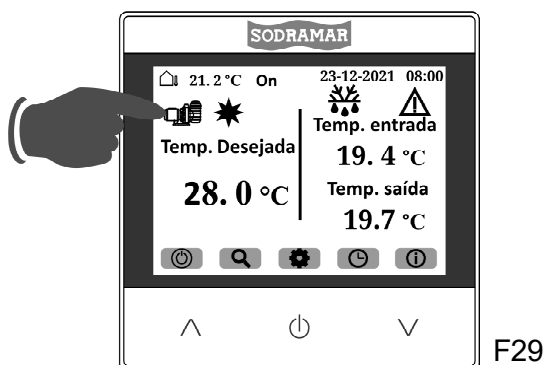 SODRAMAR
21. 2 °C On 23-12-2021 08:00
Temp. Desejada
28. 0 °C
Temp. entrada
19. 4 °C
Temp. saída
19.7 °C
F29